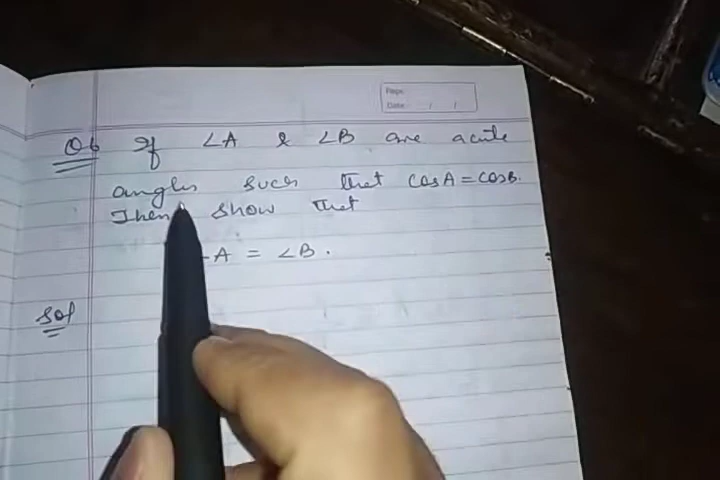 Page:
Date: / /
Q6 If ∠A & ∠B are acute
angles such that cosA = cosB.
Then show that
∠A = ∠B.
Sol